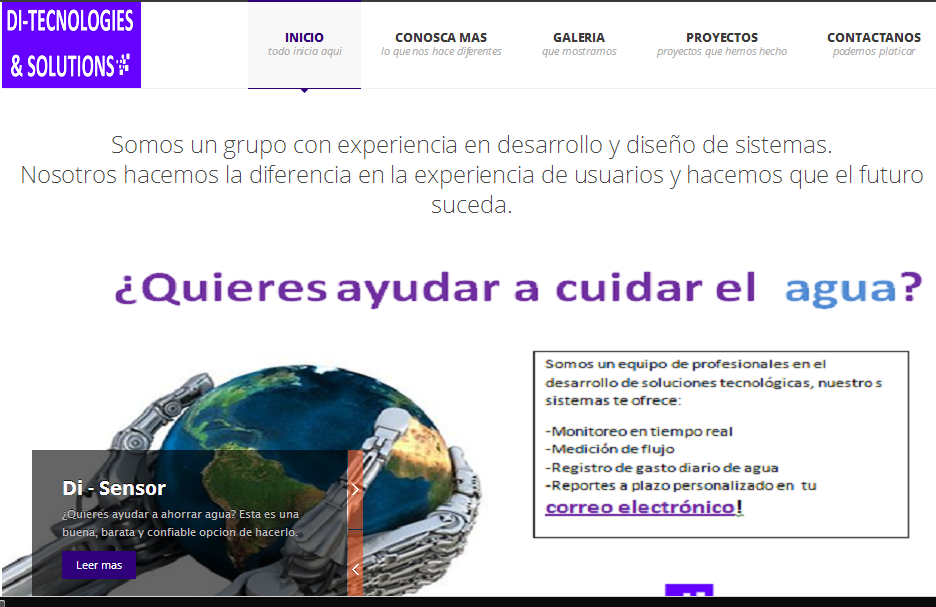 DI-TECNOLOGIES
& SOLUTIONS
INICIO
todo inicia aquí
CONOSCA MAS
lo que nos hace diferentes
GALERIA
que mostramos
PROYECTOS
proyectos que hemos hecho
CONTACTANOS
podemos platicar
Somos un grupo con experiencia en desarrollo y diseño de sistemas.
Nosotros hacemos la diferencia en la experiencia de usuarios y hacemos que el futuro
suceda.
¿Quieres ayudar a cuidar el agua?
Somos un equipo de profesionales en el
desarrollo de soluciones tecnológicas, nuestro s
sistemas te ofrece:
-Monitoreo en tiempo real
-Medición de flujo
-Registro de gasto diario de agua
-Reportes a plazo personalizado en tu
correo electrónico!
Di - Sensor
¿Quieres ayudar a ahorrar agua? Esta es una
buena, barata y confiable opcion de hacerlo.
Leer mas